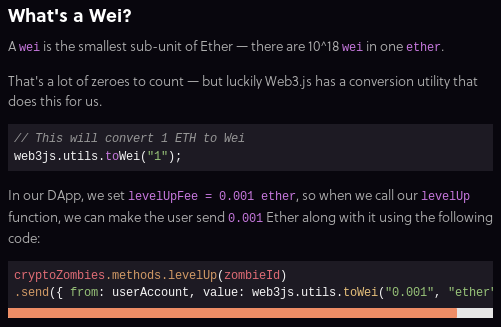 What's a Wei?
A wei is the smallest sub-unit of Ether — there are 10^18 wei in one ether.
That's a lot of zeroes to count — but luckily Web3.js has a conversion utility that
does this for us.
// This will convert 1 ETH to Wei
web3js.utils.toWei("1");
In our DApp, we set levelUpFee = 0.001 ether, so when we call our levelUp
function, we can make the user send 0.001 Ether along with it using the following
code:
cryptoZombies.methods.levelUp(zombieId)
.send({ from: userAccount, value: web3js.utils.toWei("0.001", "ether"